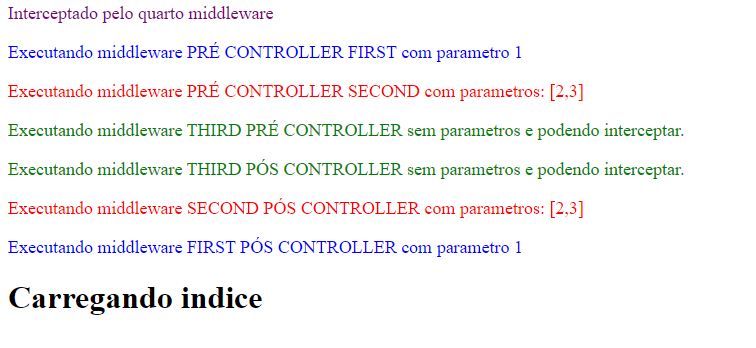 Interceptado pelo quarto middleware
Executando middleware PRÉ CONTROLLER FIRST com parametro 1
Executando middleware PRÉ CONTROLLER SECOND com parametros: [2,3]
Executando middleware THIRD PRÉ CONTROLLER sem parametros e podendo interceptar.
Executando middleware THIRD PÓS CONTROLLER sem parametros e podendo interceptar.
Executando middleware SECOND PÓS CONTROLLER com parametros: [2,3]
Executando middleware FIRST PÓS CONTROLLER com parametro 1
Carregando indice